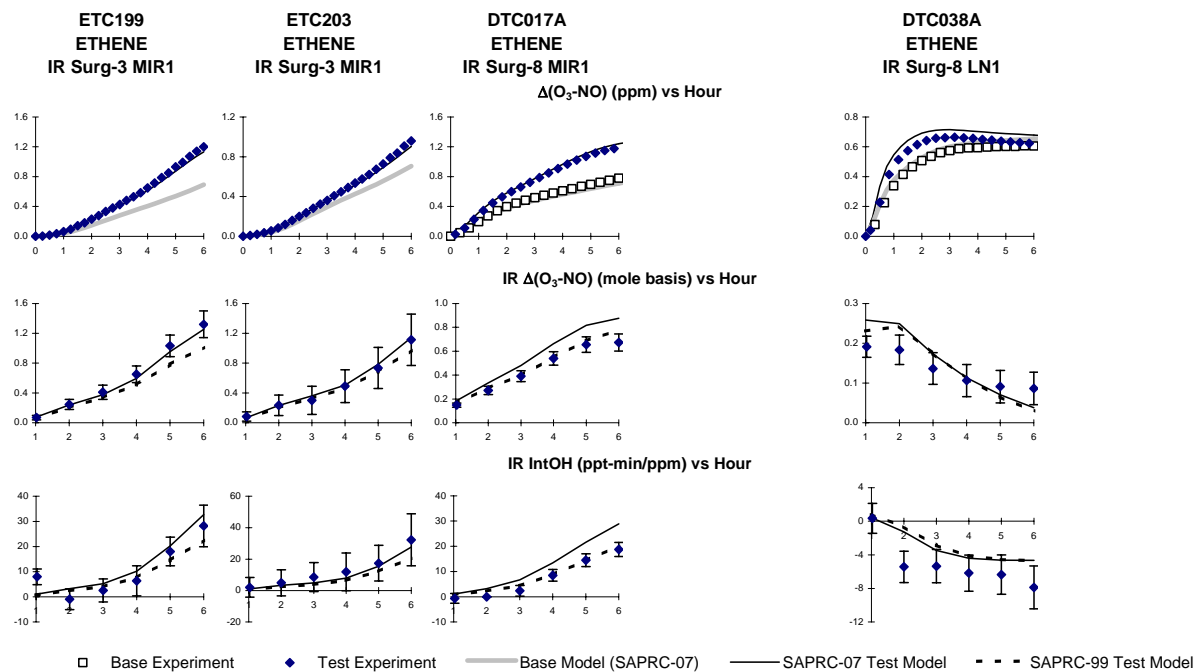 ETC199 ETC203 DTC017A DTC038A
ETHENE ETHENE ETHENE ETHENE
IR Surg-3 MIR1 IR Surg-3 MIR1 IR Surg-8 MIR1 IR Surg-8 LN1
Δ(O₃-NO) (ppm) vs Hour
1.6 1.2 1.6 0.8
1.2 0.8 1.2 0.6
0.8 0.4 0.8 0.4
0.4 0.0 0.4 0.2
0.0 0.0 0.0
0 1 2 3 4 5 6 0 1 2 3 4 5 6 0 1 2 3 4 5 6 0 1 2 3 4 5 6
IR Δ(O₃-NO) (mole basis) vs Hour
1.6 1.6 1.0 0.3
1.2 1.2 0.8 0.2
0.8 0.8 0.6 0.1
0.4 0.4 0.4 0.0
0.0 0.0 0.2
0.0
1 2 3 4 5 6 1 2 3 4 5 6 1 2 3 4 5 6 1 2 3 4 5 6
IR IntOH (ppt-min/ppm) vs Hour
40 60 40 4
30 40 30 0
20 20 20 -4
10 0 10 -8
0 -20 0 -12
-10 -10
1 2 3 4 5 6 1 2 3 4 5 6 1 2 3 4 5 6 1 2 3 4 5 6
Base Experiment Test Experiment Base Model (SAPRC-07) SAPRC-07 Test Model SAPRC-99 Test Model